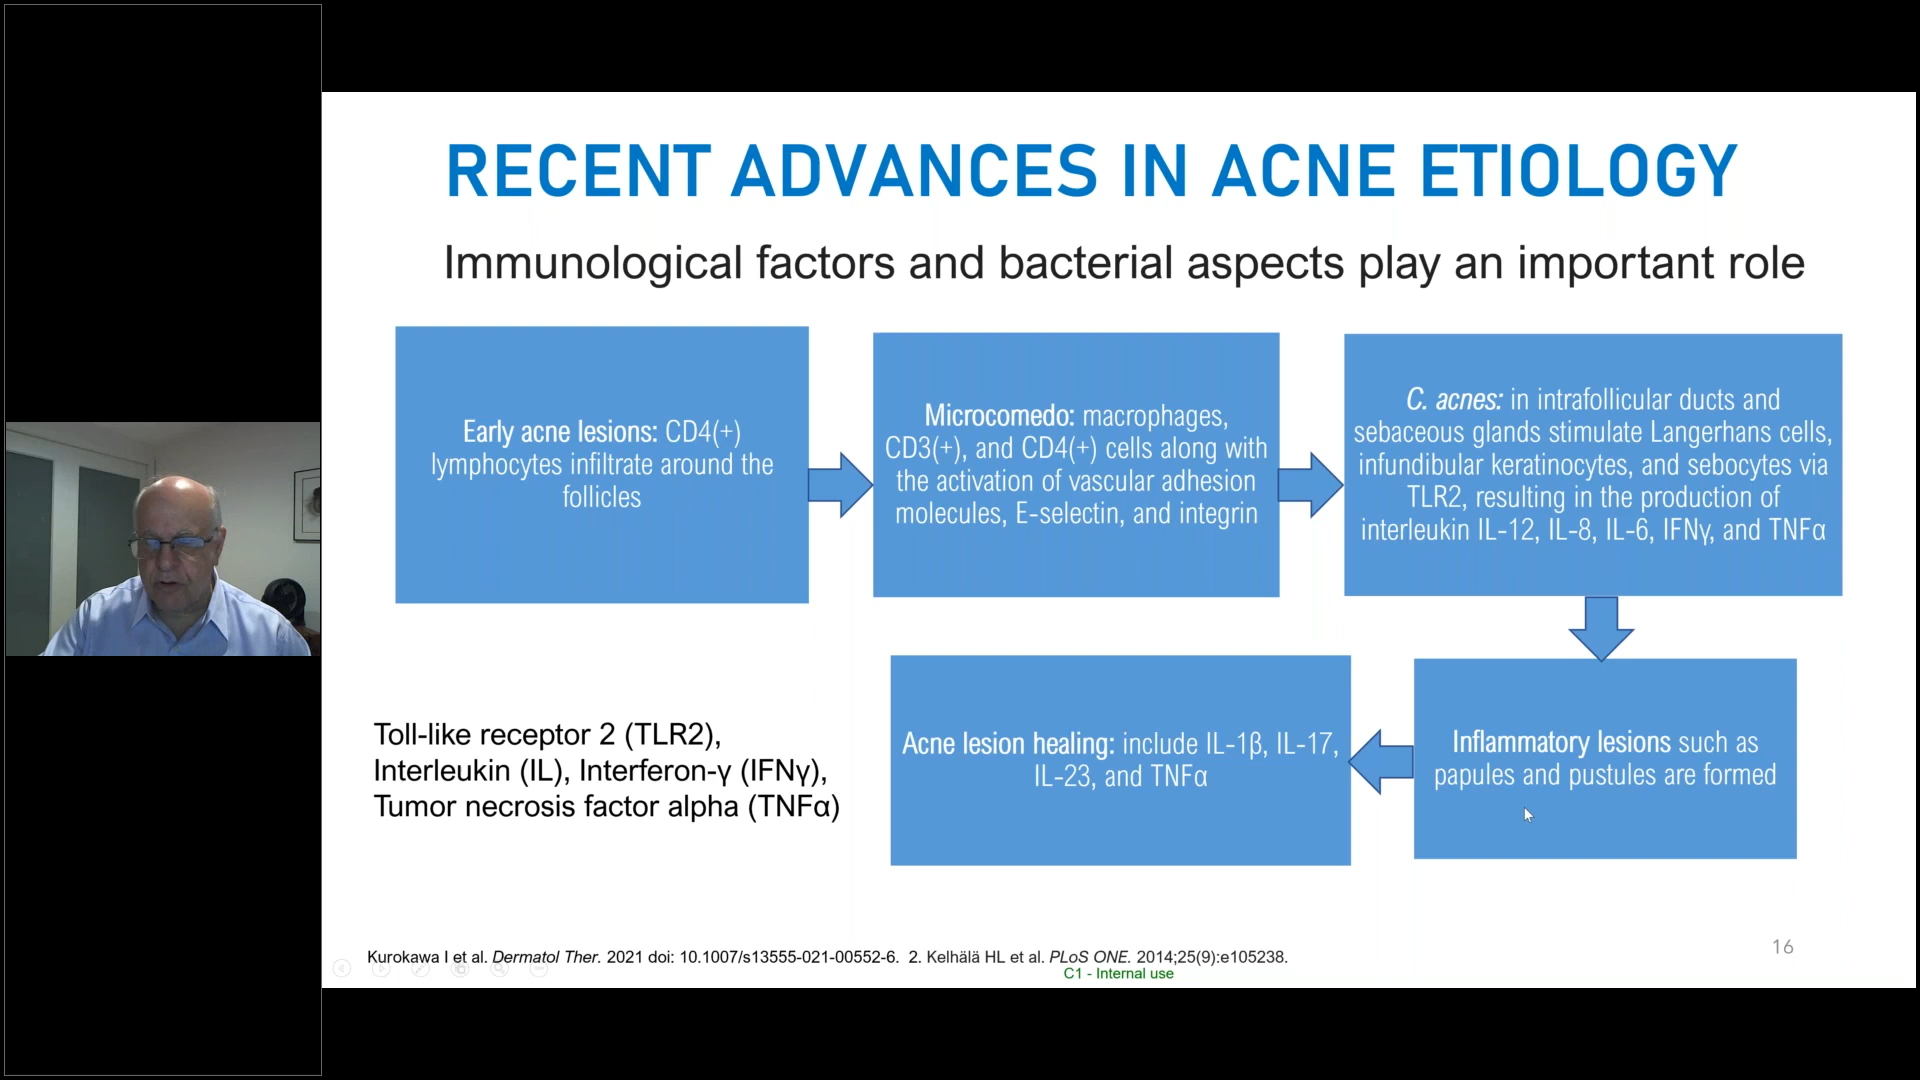 RECENT ADVANCES IN ACNE ETIOLOGY
Immunological factors and bacterial aspects play an important role
Early acne lesions: CD4(+)
lymphocytes infiltrate around the
follicles
Microcomedo: macrophages,
CD3(+), and CD4(+) cells along with
the activation of vascular adhesion
molecules, E-selectin, and integrin
C. acnes: in intrafollicular ducts and
sebaceous glands stimulate Langerhans cells,
infundibular keratinocytes, and sebocytes via
TLR2, resulting in the production of
interleukin IL-12, IL-8, IL-6, IFNγ, and TNFα
Inflammatory lesions such as
papules and pustules are formed
Acne lesion healing: include IL-1β, IL-17,
IL-23, and TNFα
Toll-like receptor 2 (TLR2),
Interleukin (IL), Interferon-γ (IFNγ),
Tumor necrosis factor alpha (TNFα)
Kurokawa I et al. Dermatol Ther. 2021 doi: 10.1007/s13555-021-00552-6. 2. Kelhälä HL et al. PLoS ONE. 2014;25(9):e105238.
C1 - Internal use
16